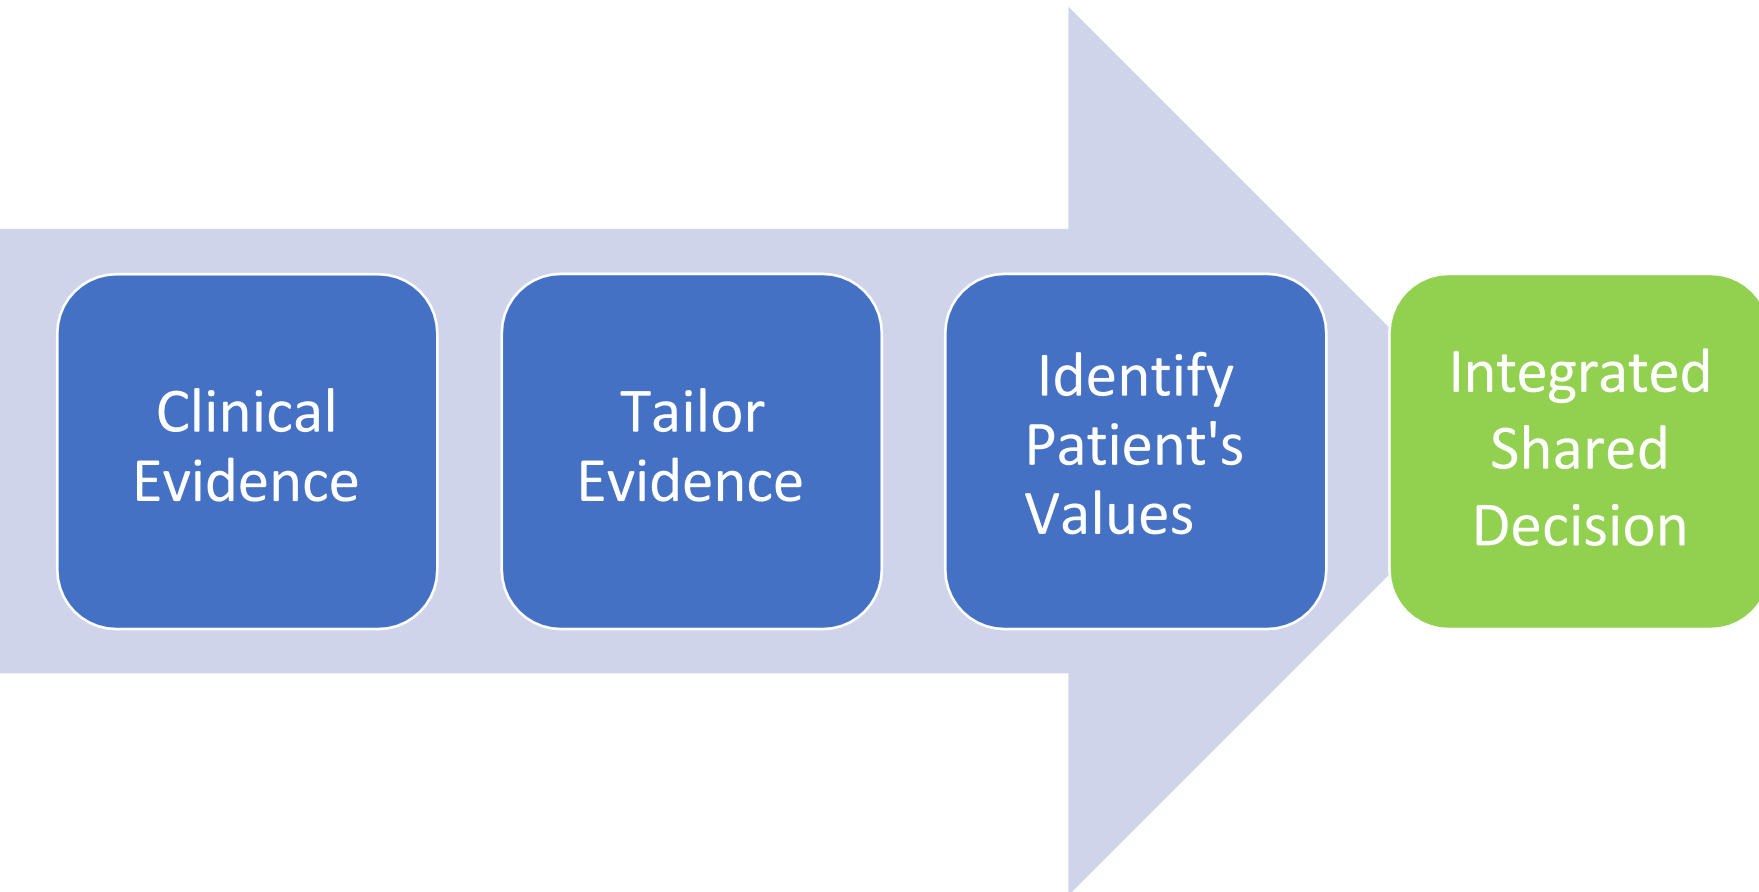 Clinical
Evidence
Tailor
Evidence
Identify
Patient's
Values
Integrated
Shared
Decision